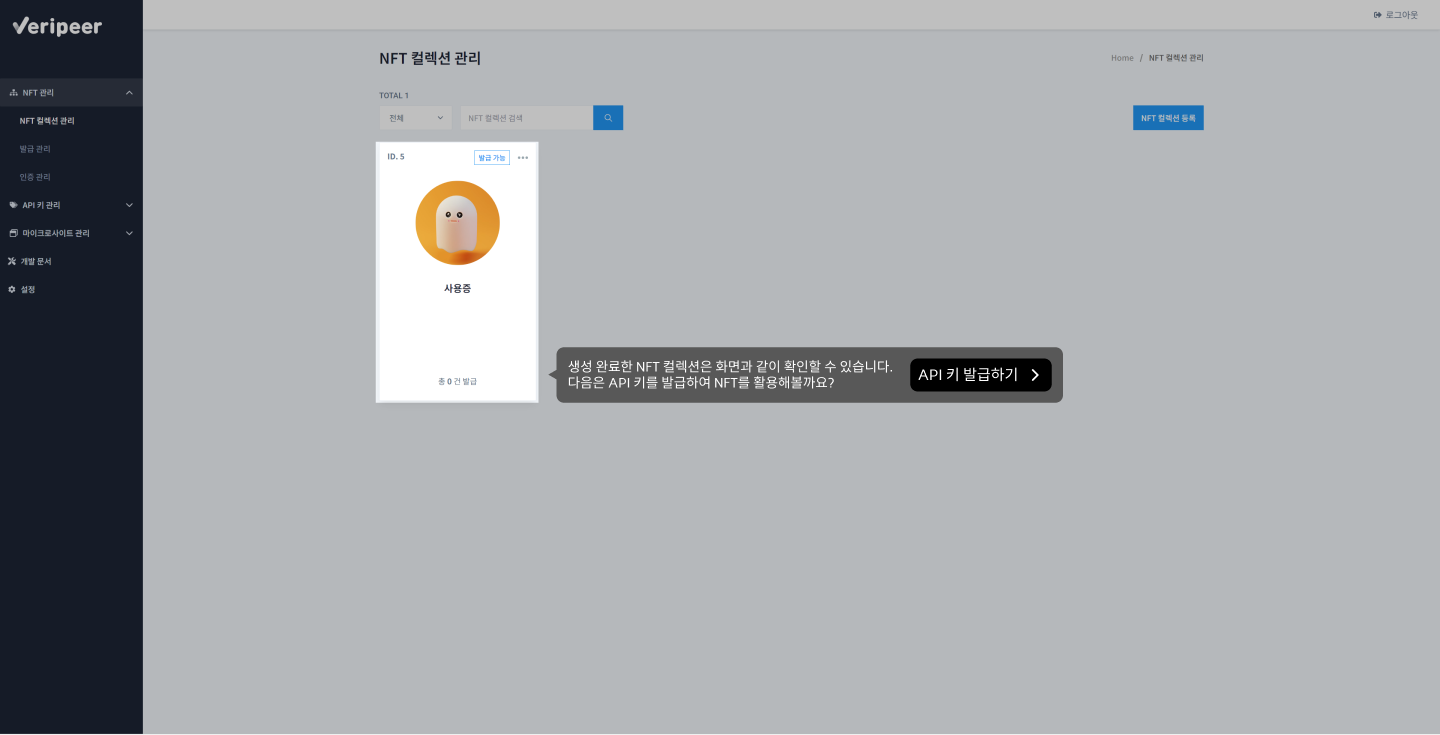 Veripeer
로그아웃
NFT 관리
NFT 컬렉션 관리
발급 관리
인증 관리
API 키 관리
마이크로사이트 관리
개발 문서
설정
NFT 컬렉션 관리
Home / NFT 컬렉션 관리
TOTAL 1
전체
NFT 컬렉션 검색
NFT 컬렉션 등록
ID. 5
발급 가능
사용증
총 0 건 발급
생성 완료한 NFT 컬렉션은 화면과 같이 확인할 수 있습니다.
다음은 API 키를 발급하여 NFT를 활용해볼까요?
API 키 발급하기